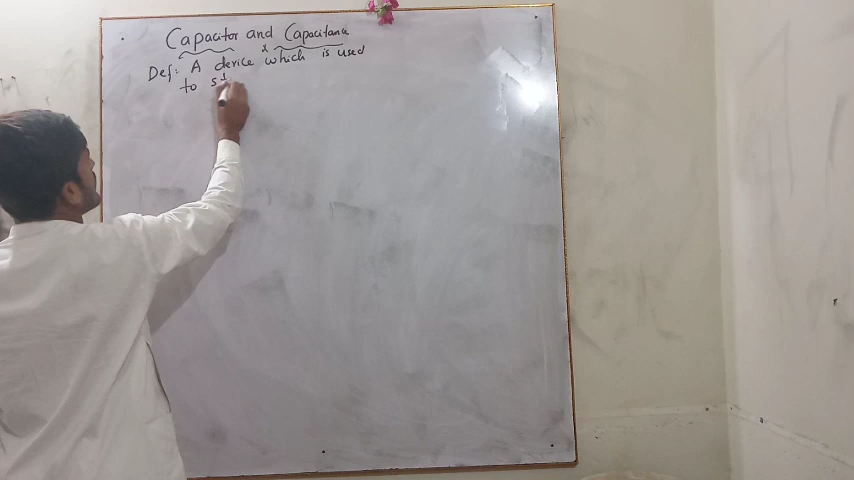 Capacitor and Capacitance
Def: A device which is used
to st